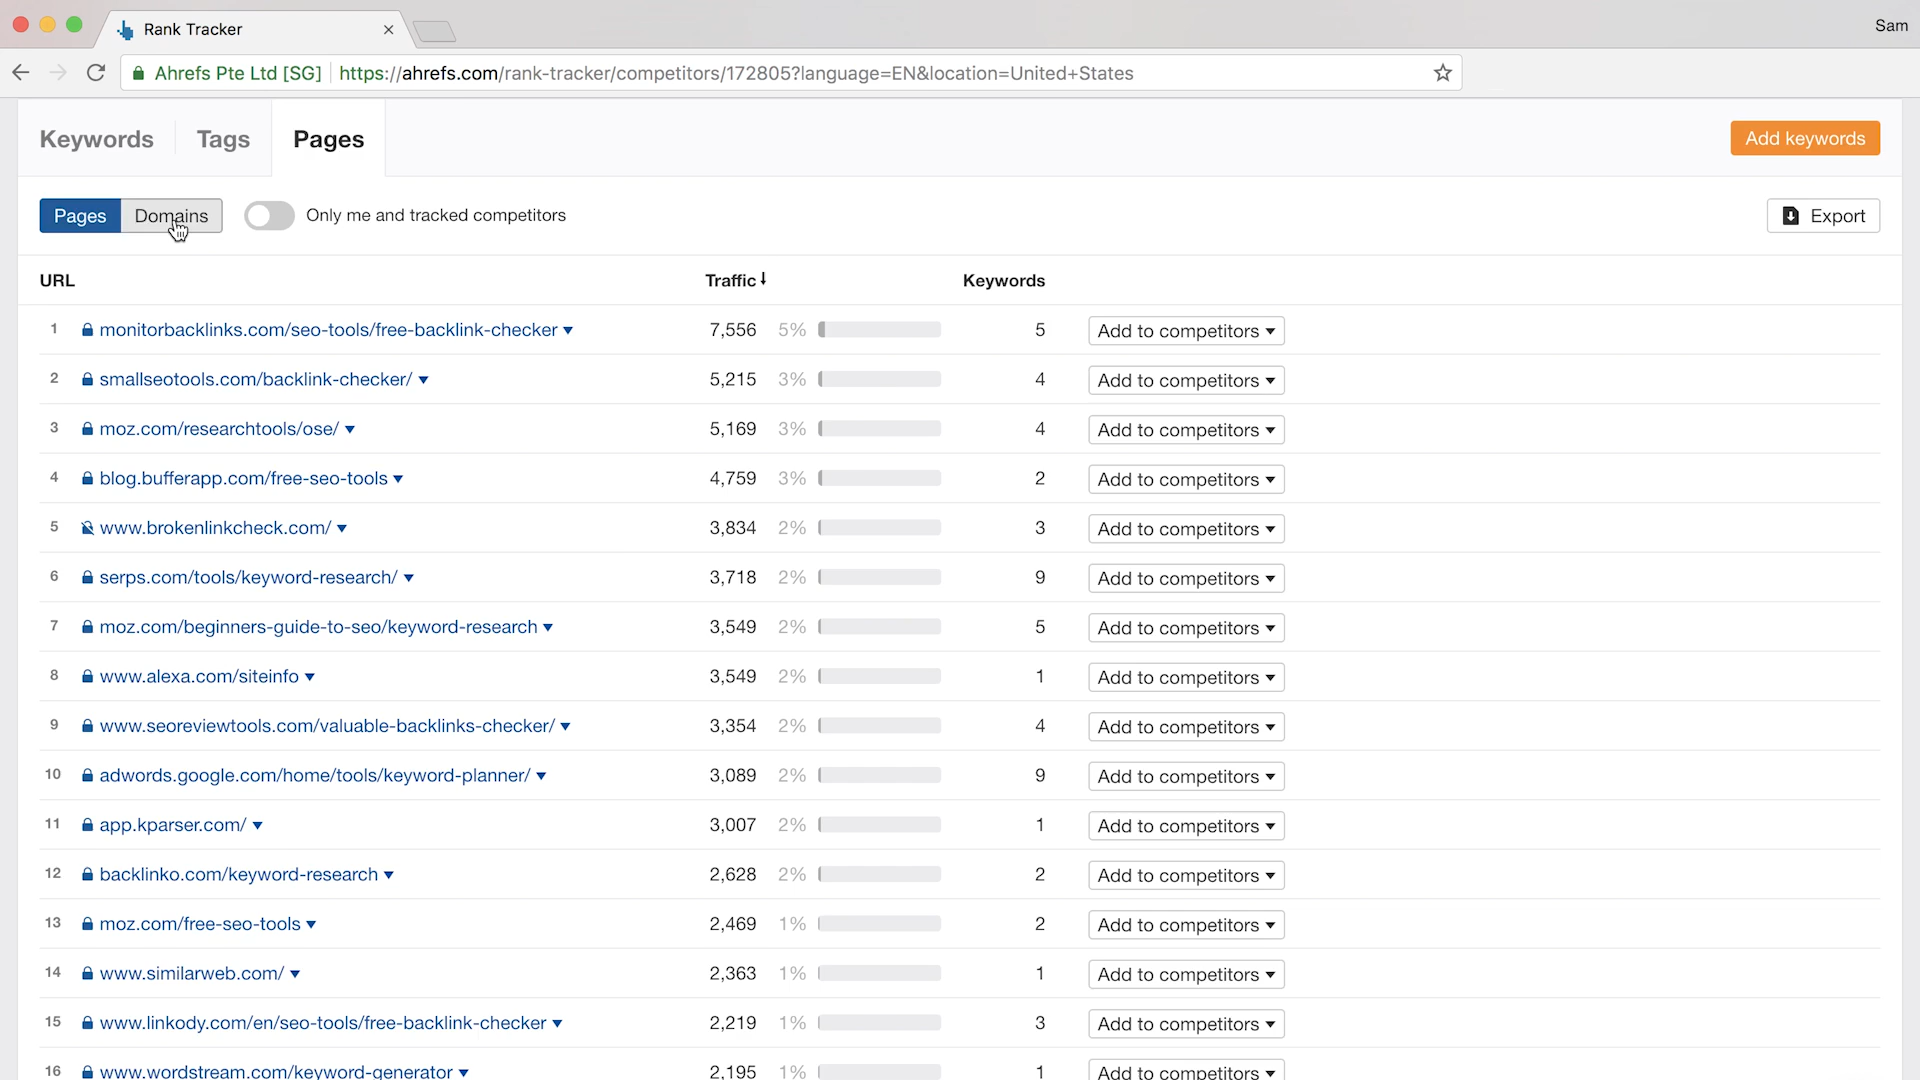 Rank Tracker
Sam
Ahrefs Pte Ltd [SG] https://ahrefs.com/rank-tracker/competitors/172805?language=EN&location=United+States
Keywords Tags Pages Add keywords
Pages Domains Only me and tracked competitors Export
URL Traffic Keywords
1 monitorbacklinks.com/seo-tools/free-backlink-checker 7,556 5% 5 Add to competitors
2 smallseotools.com/backlink-checker/ 5,215 3% 4 Add to competitors
3 moz.com/researchtools/ose/ 5,169 3% 4 Add to competitors
4 blog.bufferapp.com/free-seo-tools 4,759 3% 2 Add to competitors
5 www.brokenlinkcheck.com/ 3,834 2% 3 Add to competitors
6 serps.com/tools/keyword-research/ 3,718 2% 9 Add to competitors
7 moz.com/beginners-guide-to-seo/keyword-research 3,549 2% 5 Add to competitors
8 www.alexa.com/siteinfo 3,549 2% 1 Add to competitors
9 www.seoreviewtools.com/valuable-backlinks-checker/ 3,354 2% 4 Add to competitors
10 adwords.google.com/home/tools/keyword-planner/ 3,089 2% 9 Add to competitors
11 app.kparser.com/ 3,007 2% 1 Add to competitors
12 backlinko.com/keyword-research 2,628 2% 2 Add to competitors
13 moz.com/free-seo-tools 2,469 1% 2 Add to competitors
14 www.similarweb.com/ 2,363 1% 1 Add to competitors
15 www.linkody.com/en/seo-tools/free-backlink-checker 2,219 1% 3 Add to competitors
16 www.wordstream.com/keyword-generator 2,195 1% 1 Add to competitors